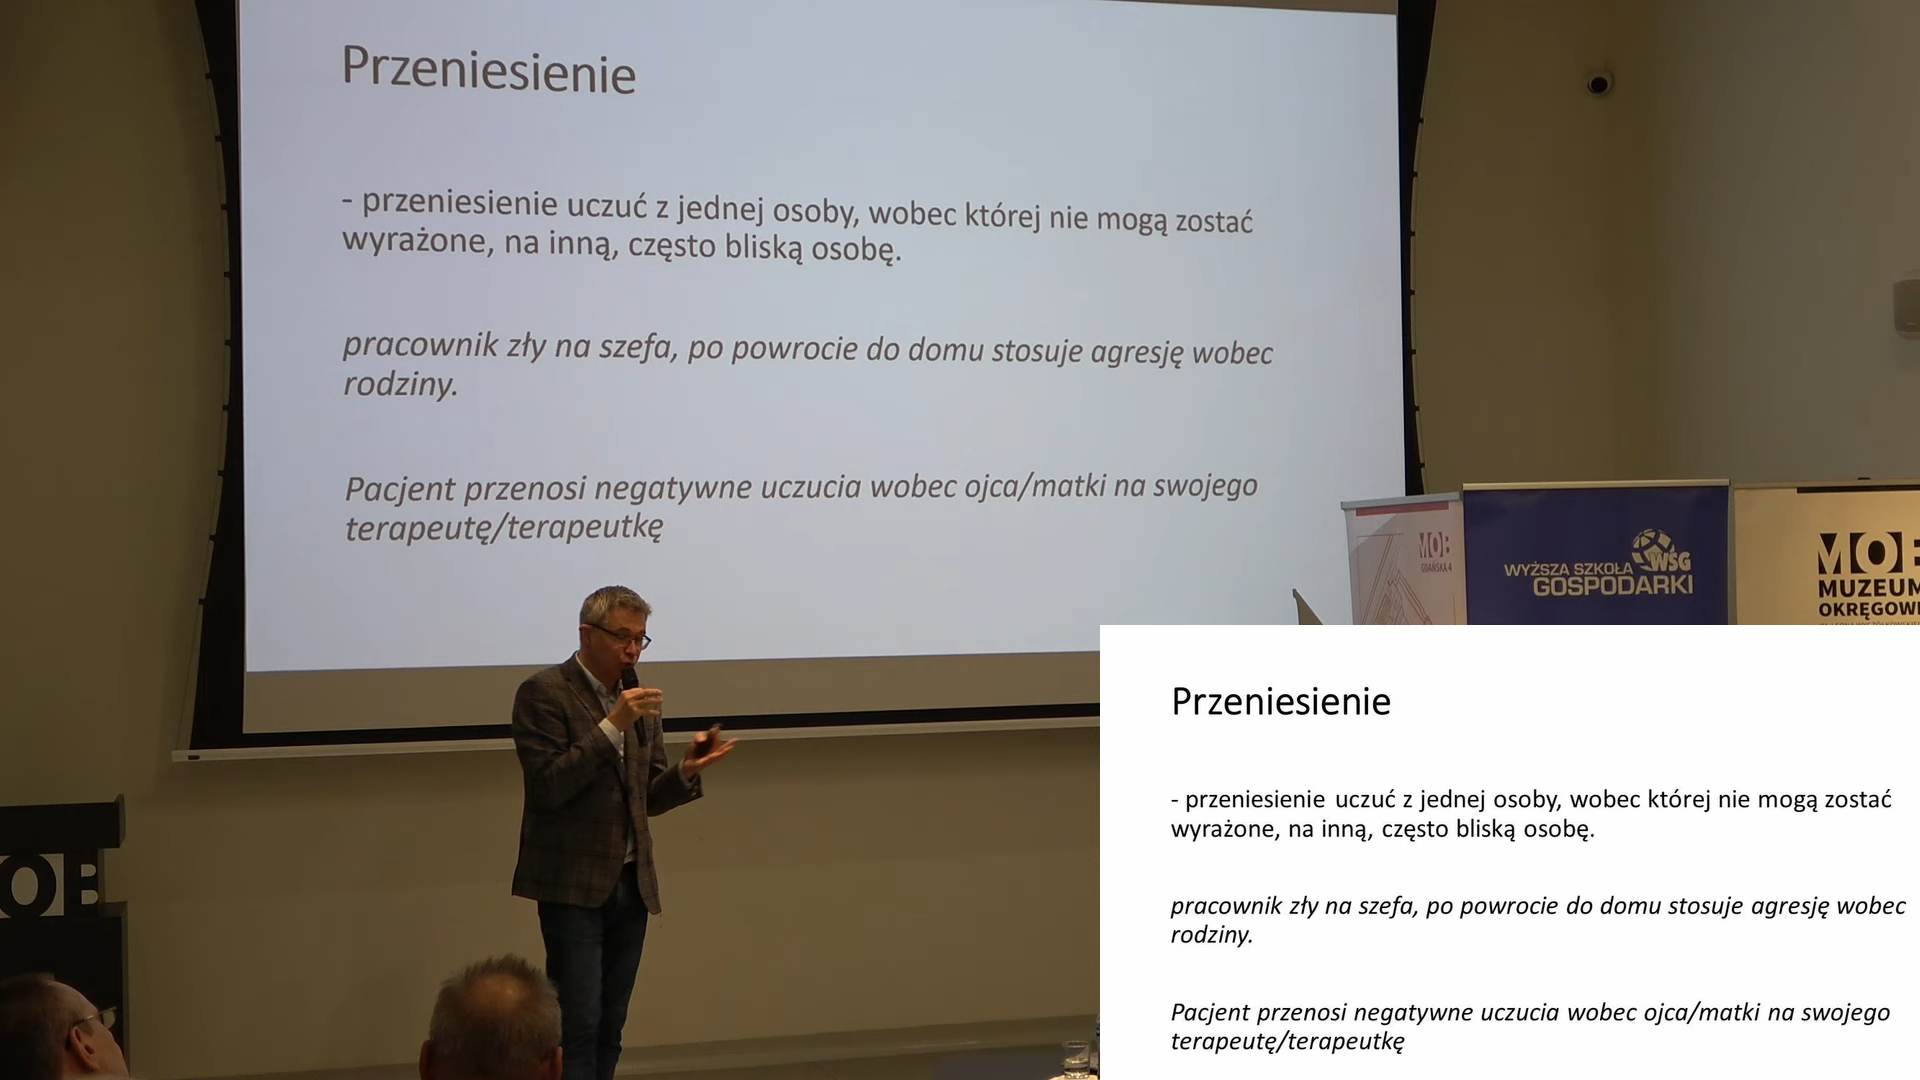 Przeniesienie
- przeniesienie uczuć z jednej osoby, wobec której nie mogą zostać
wyrażone, na inną, często bliską osobę.
pracownik zły na szefa, po powrocie do domu stosuje agresję wobec
rodziny.
Pacjent przenosi negatywne uczucia wobec ojca/matki na swojego
terapeutę/terapeutkę
MOB
GDAŃSKA 4
WYŻSZA SZKOŁA WSG
GOSPODARKI
MOB
MUZEUM
OKRĘGOW
OB
Przeniesienie
- przeniesienie uczuć z jednej osoby, wobec której nie mogą zostać
wyrażone, na inną, często bliską osobę.
pracownik zły na szefa, po powrocie do domu stosuje agresję wobec
rodziny.
Pacjent przenosi negatywne uczucia wobec ojca/matki na swojego
terapeutę/terapeutkę